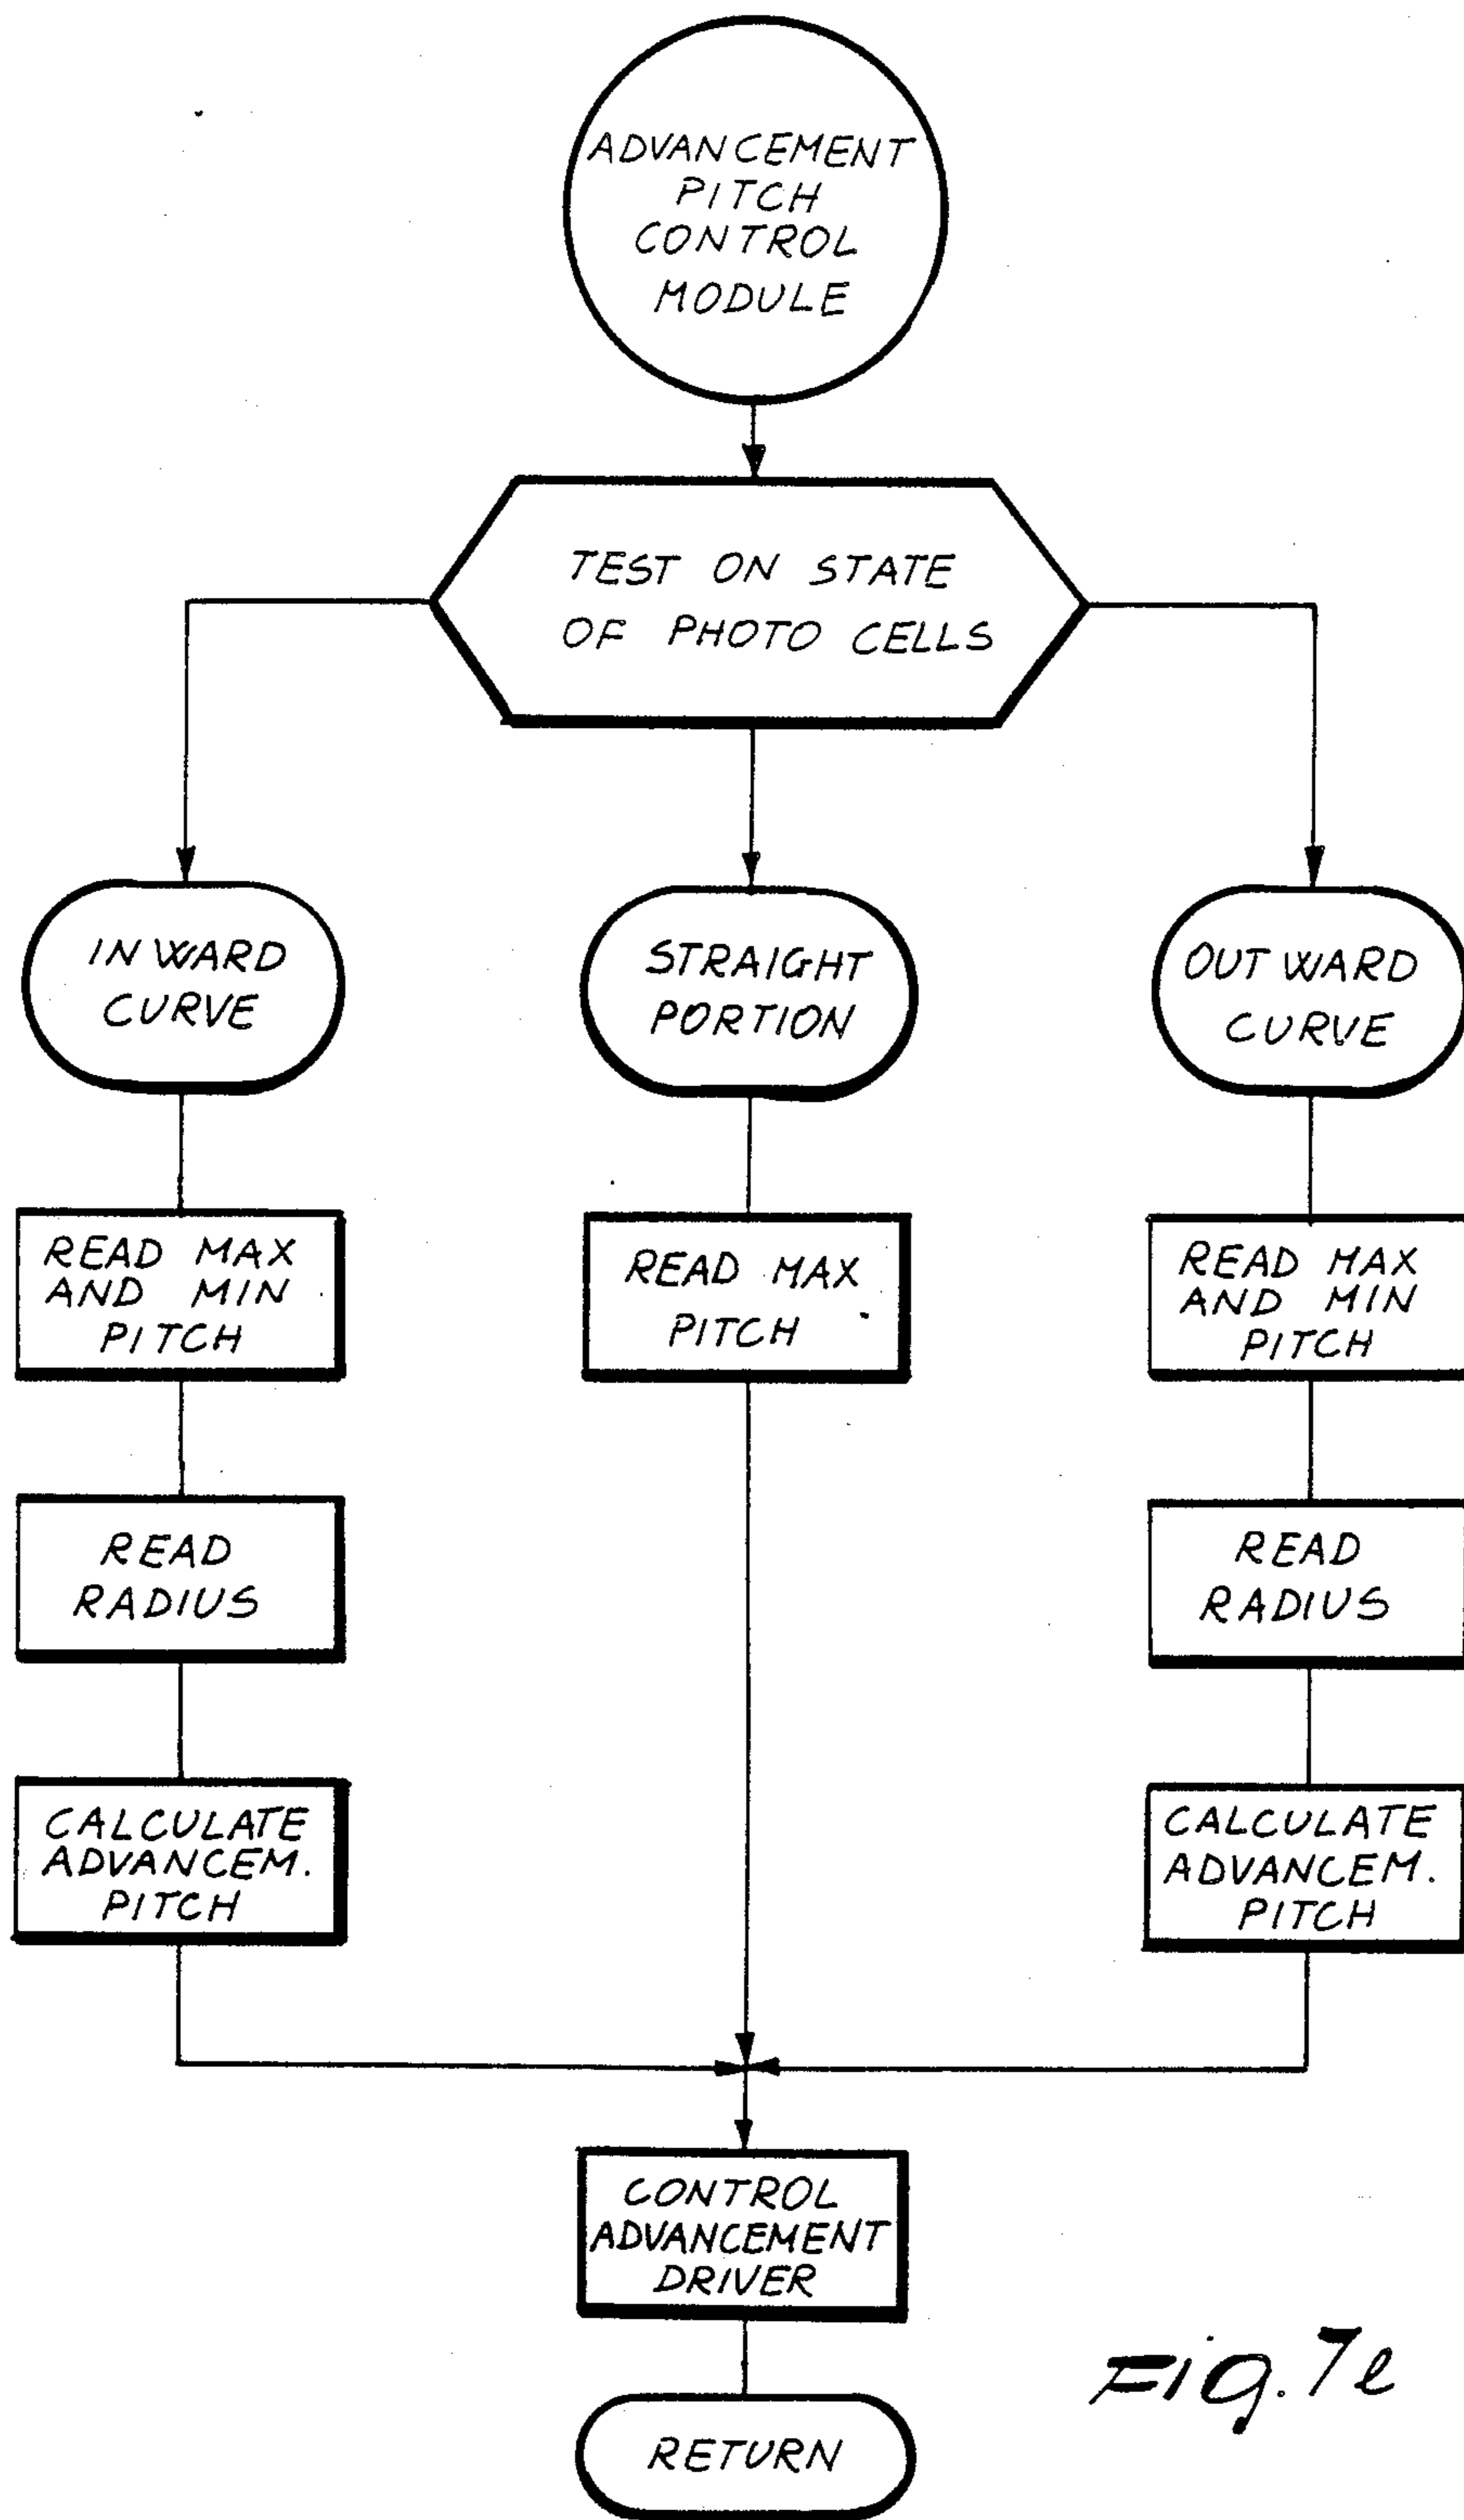 ADVANCEMENT
PITCH
CONTROL
MODULE
TEST ON STATE
OF PHOTO CELLS
INWARD
CURVE
STRAIGHT
PORTION
OUTWARD
CURVE
READ MAX
AND MIN
PITCH
READ MAX
PITCH
READ MAX
AND MIN
PITCH
READ
RADIUS
READ
RADIUS
CALCULATE
ADVANCEM.
PITCH
CALCULATE
ADVANCEM.
PITCH
CONTROL
ADVANCEMENT
DRIVER
RETURN
Fig. 7e